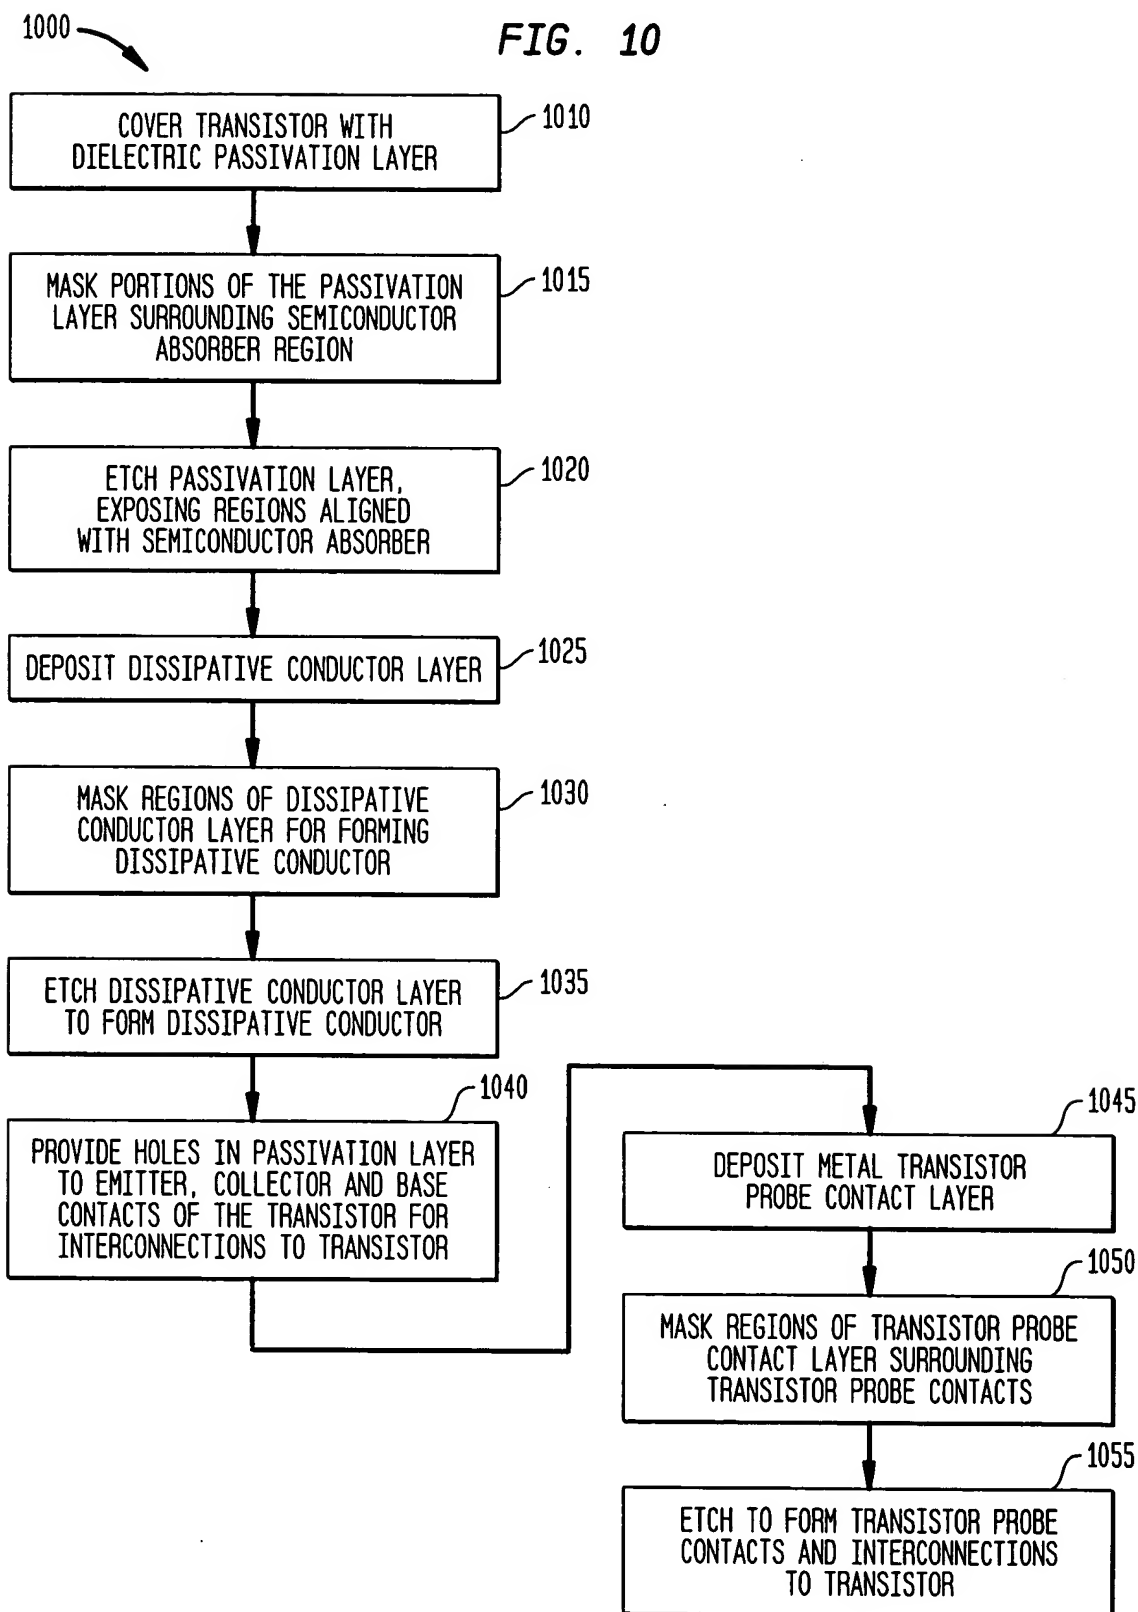 1000
FIG. 10
COVER TRANSISTOR WITH
DIELECTRIC PASSIVATION LAYER
1010
MASK PORTIONS OF THE PASSIVATION
LAYER SURROUNDING SEMICONDUCTOR
ABSORBER REGION
1015
ETCH PASSIVATION LAYER,
EXPOSING REGIONS ALIGNED
WITH SEMICONDUCTOR ABSORBER
1020
DEPOSIT DISSIPATIVE CONDUCTOR LAYER
1025
MASK REGIONS OF DISSIPATIVE
CONDUCTOR LAYER FOR FORMING
DISSIPATIVE CONDUCTOR
1030
ETCH DISSIPATIVE CONDUCTOR LAYER
TO FORM DISSIPATIVE CONDUCTOR
1035
PROVIDE HOLES IN PASSIVATION LAYER
TO EMITTER, COLLECTOR AND BASE
CONTACTS OF THE TRANSISTOR FOR
INTERCONNECTIONS TO TRANSISTOR
1040
DEPOSIT METAL TRANSISTOR
PROBE CONTACT LAYER
1045
MASK REGIONS OF TRANSISTOR PROBE
CONTACT LAYER SURROUNDING
TRANSISTOR PROBE CONTACTS
1050
ETCH TO FORM TRANSISTOR PROBE
CONTACTS AND INTERCONNECTIONS
TO TRANSISTOR
1055